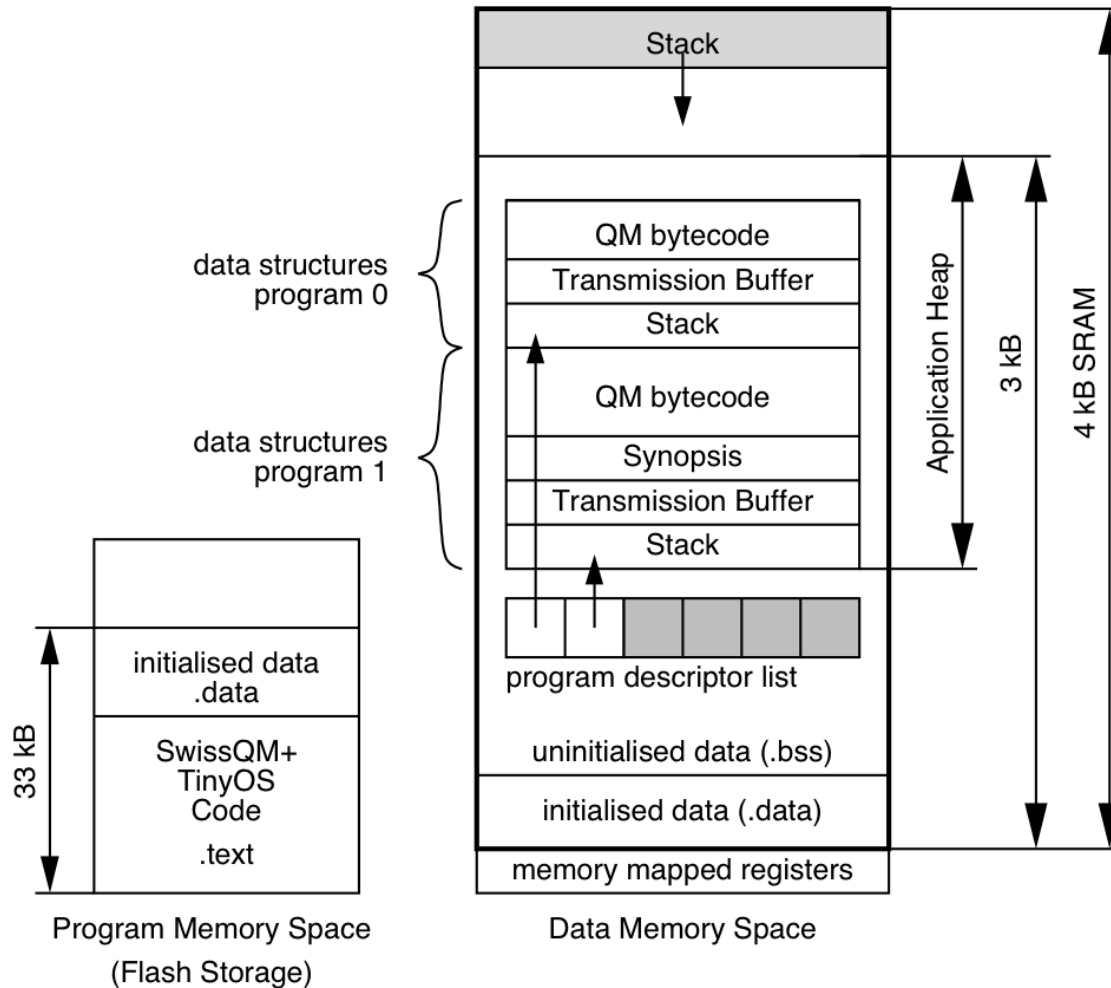 Stack
QM bytecode
Transmission Buffer
Stack
QM bytecode
Synopsis
Transmission Buffer
Stack
data structures
program 0
data structures
program 1
program descriptor list
uninitialised data (.bss)
initialised data (.data)
memory mapped registers
Data Memory Space
Application Heap
3 kB
4 kB SRAM
33 kB
initialised data
.data
SwissQM+
TinyOS
Code
.text
Program Memory Space
(Flash Storage)